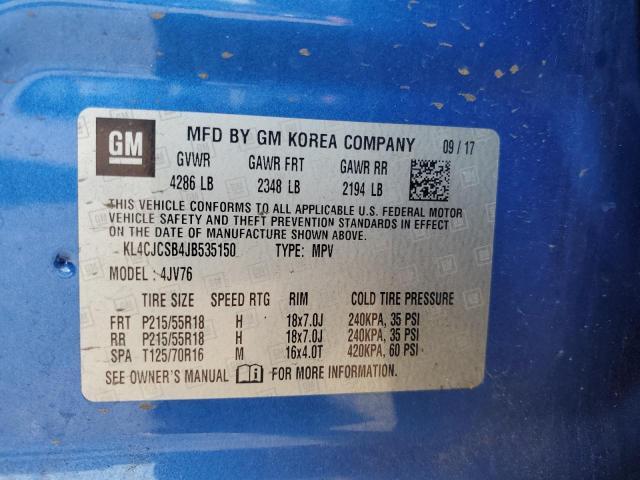 GM MFD BY GM KOREA COMPANY 09/17
GVWR GAWR FRT GAWR RR
4286 LB 2348 LB 2194 LB
THIS VEHICLE CONFORMS TO ALL APPLICABLE U.S. FEDERAL MOTOR
VEHICLE SAFETY AND THEFT PREVENTION STANDARDS IN EFFECT
ON THE DATE OF MANUFACTURE SHOWN ABOVE.
KL4CJCSB4JB535150 TYPE: MPV
MODEL: 4JV76
TIRE SIZE SPEED RTG RIM COLD TIRE PRESSURE
FRT P215/55R18 H 18x7.0J 240KPA, 35 PSI
RR P215/55R18 H 18x7.0J 240KPA, 35 PSI
SPA T125/70R16 M 16x4.0T 420KPA, 60 PSI
SEE OWNER'S MANUAL FOR MORE INFORMATION.